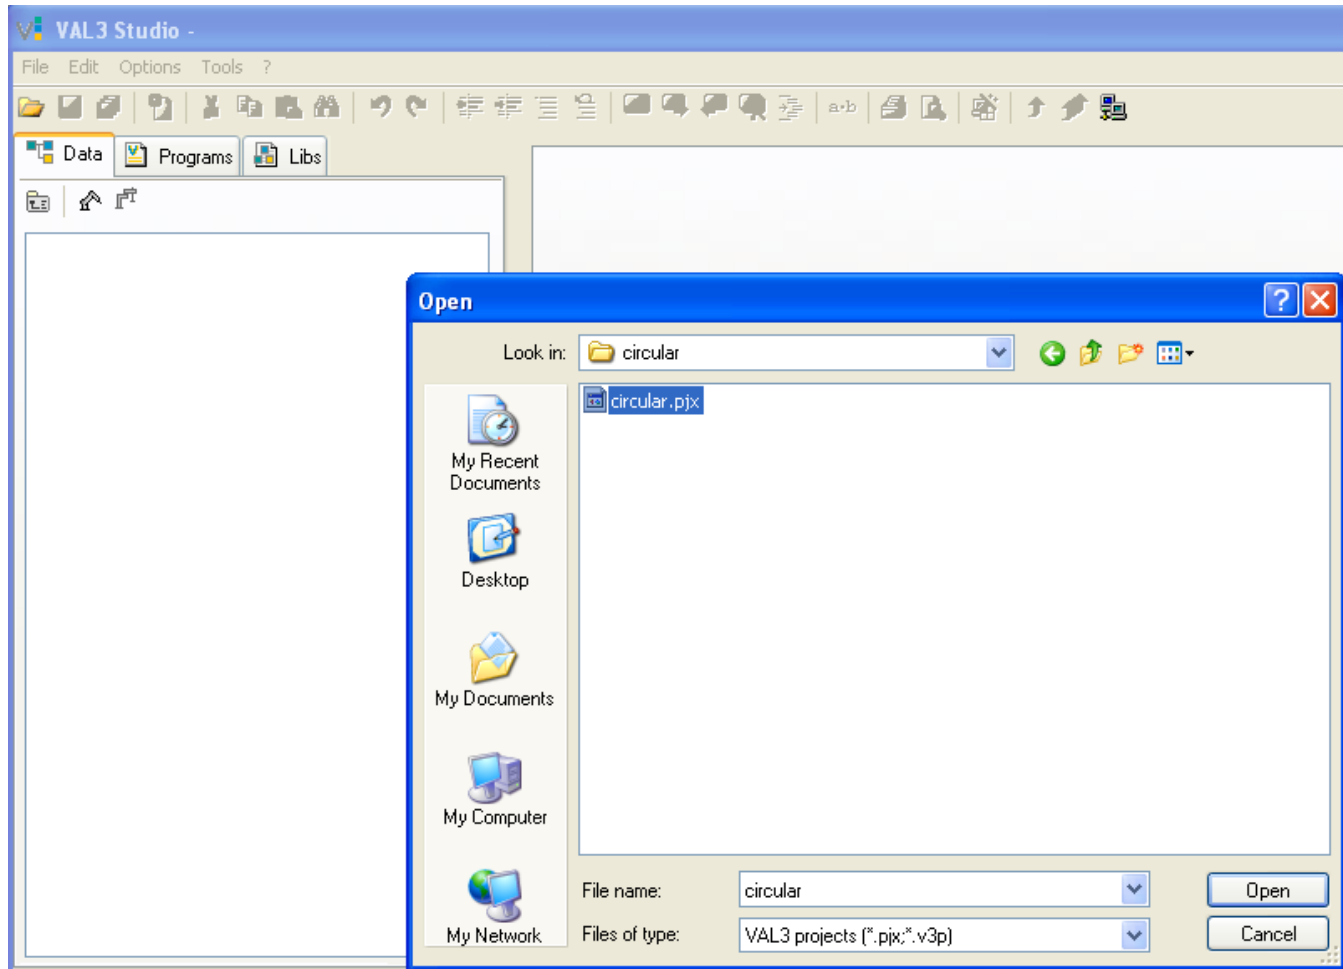 VAL3 Studio -
File Edit Options Tools ?
a·b
Data Programs Libs
Open
Look in: circular
circular.pjx
My Recent
Documents
Desktop
My Documents
My Computer
My Network
File name: circular Open
Files of type: VAL3 projects (*.pjx;*.v3p) Cancel